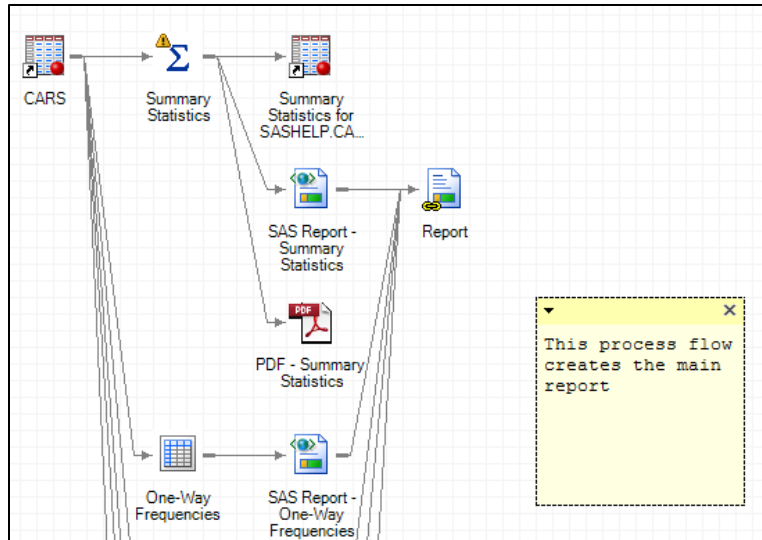 CARS
Summary
Statistics
Summary
Statistics for
SASHELP.CA...
SAS Report -
Summary
Statistics
Report
PDF
PDF - Summary
Statistics
This process flow
creates the main
report
One-Way
Frequencies
SAS Report -
One-Way
Frequencies